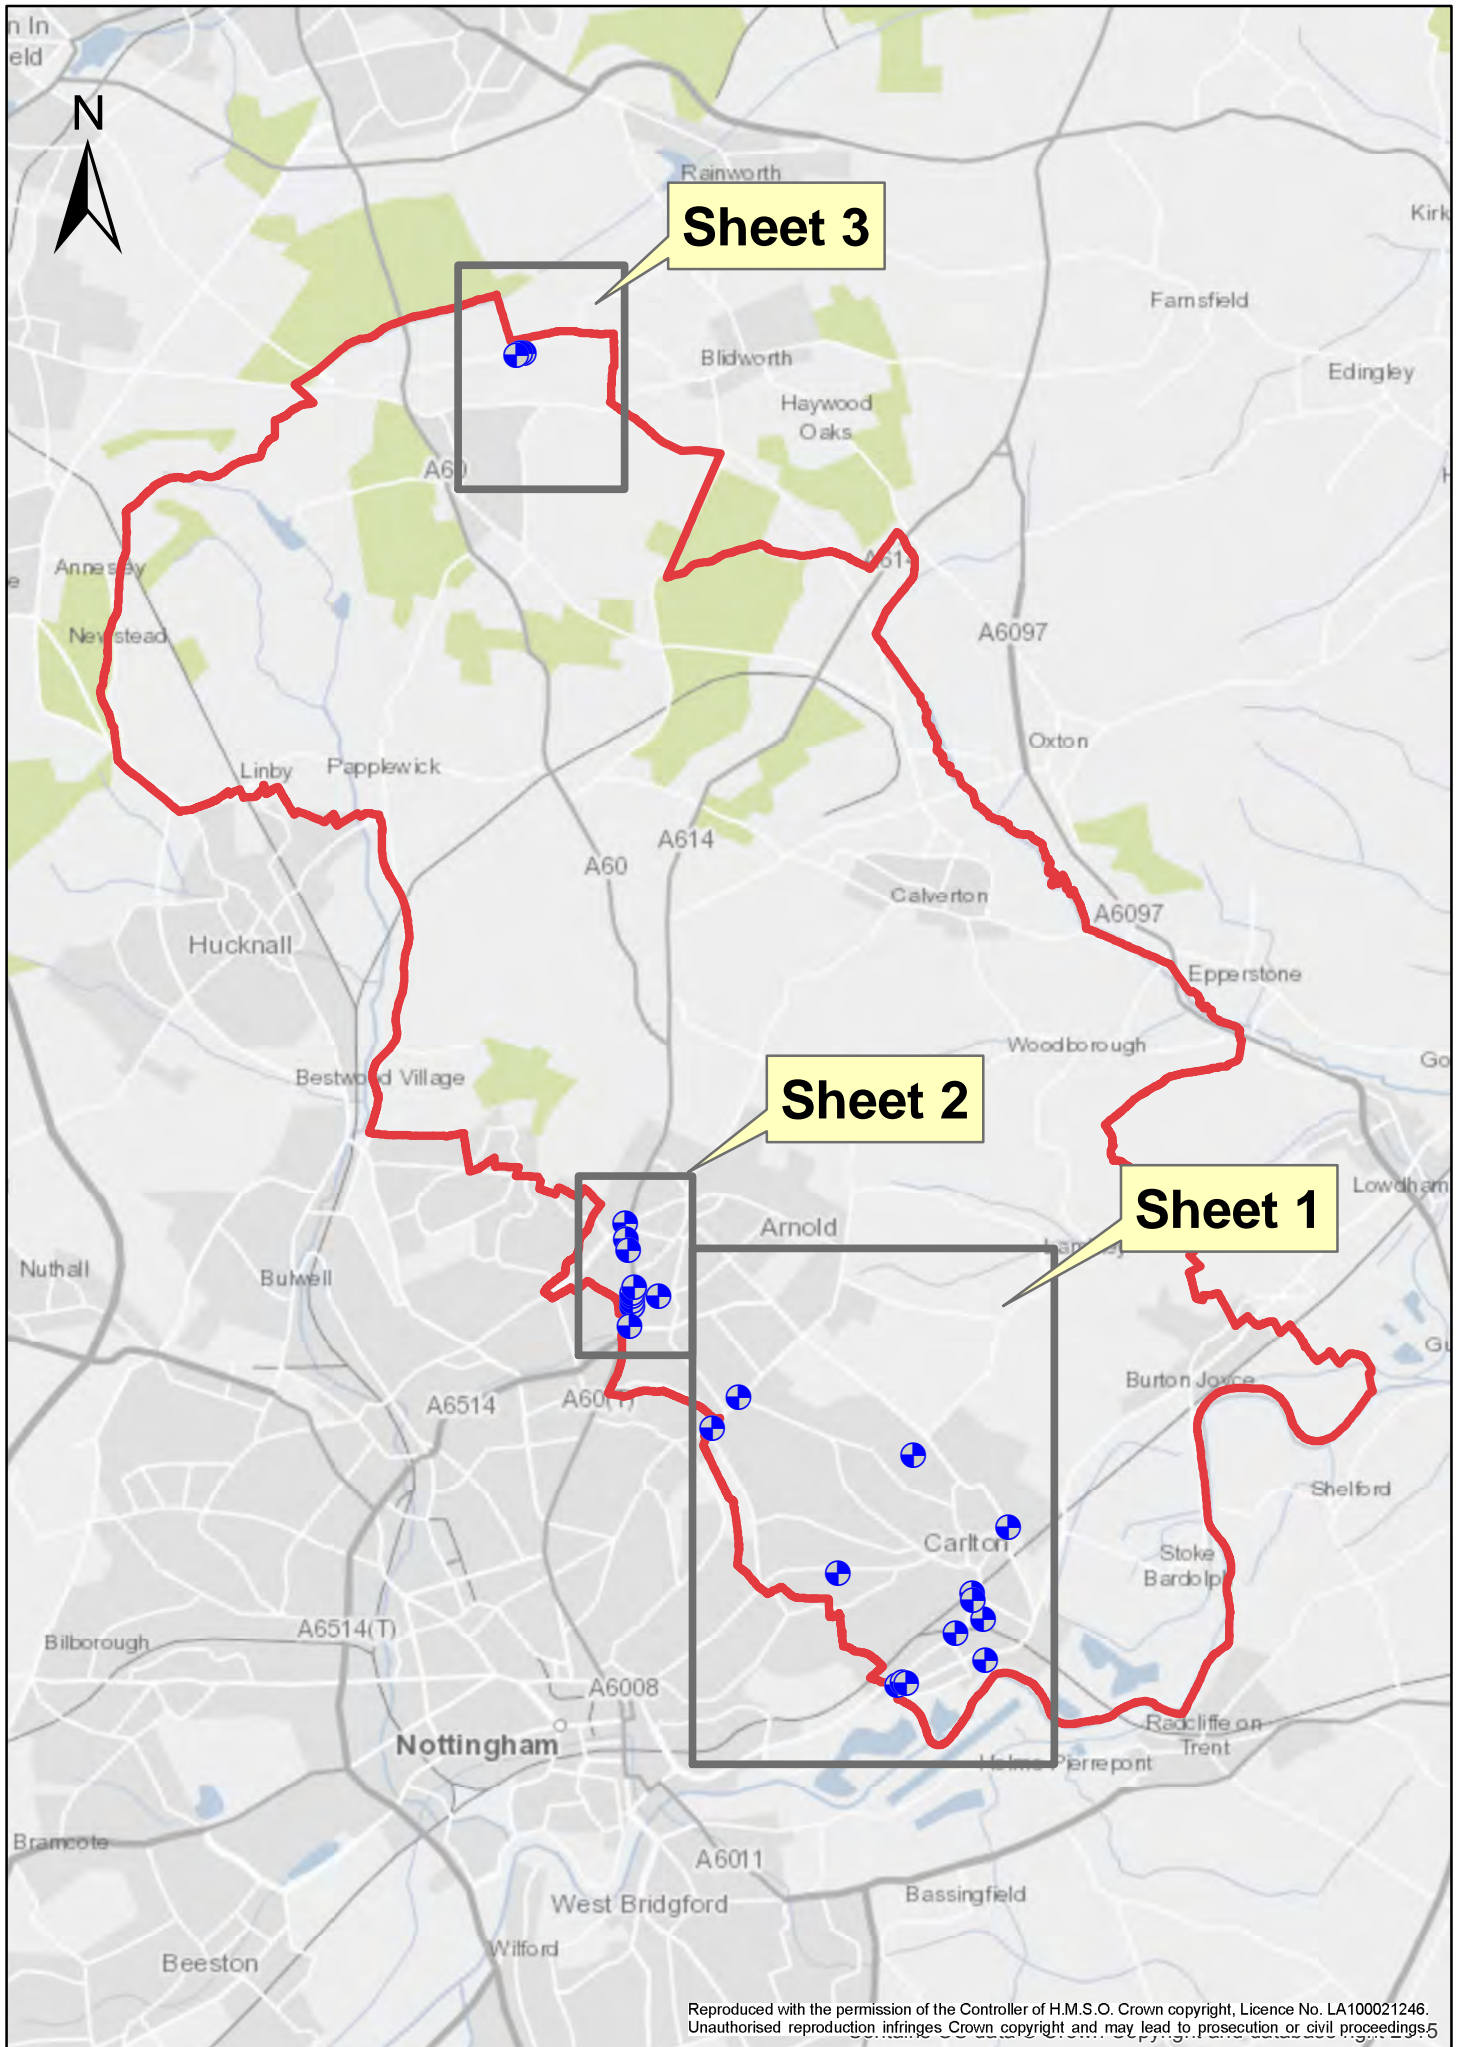 n In
eld
N
Rainworth
Sheet 3
Kirk
Farnsfield
Blidworth
Edingley
Haywood
Oaks
A60
A614
Annesley
e
Newstead
A6097
Oxton
Linby
Papplewick
A614
A60
Calverton
A6097
Hucknall
Epperstone
Woodborough
Go
Bestwood Village
Sheet 2
Lowdham
Sheet 1
Arnold
Nuthall
Bulwell
Gu
Burton Joyce
A6514
A60(T)
Shelford
Carlton
Stoke
Bardolph
A6514(T)
Bilborough
A6008
Radcliffe on
Trent
Nottingham
Holme Pierrepont
Bramcote
A6011
Bassingfield
West Bridgford
Wilford
Beeston
Reproduced with the permission of the Controller of H.M.S.O. Crown copyright, Licence No. LA100021246.
Unauthorised reproduction infringes Crown copyright and may lead to prosecution or civil proceedings.